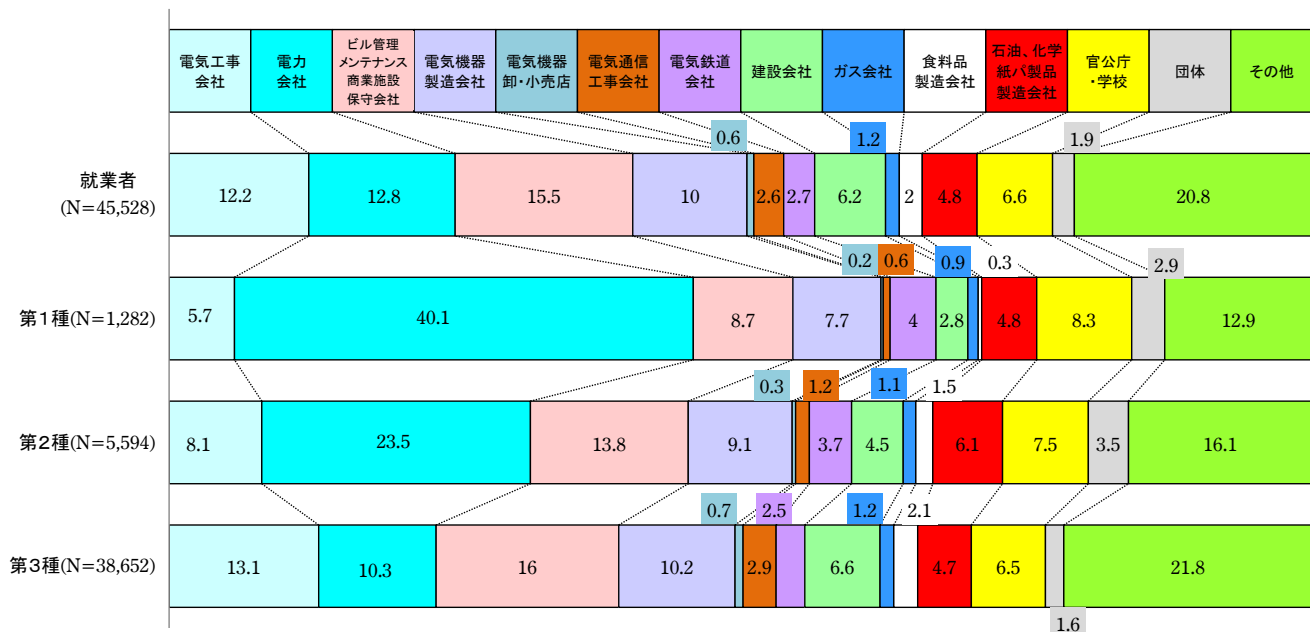 電気工事
会社
電力
会社
ビル管理
メンテナンス
商業施設
保守会社
電気機器
製造会社
電気機器
卸・小売店
電気通信
工事会社
電気鉄道
会社
建設会社
ガス会社
食料品
製造会社
石油、化学
紙パ製品
製造会社
官公庁
・学校
団体
その他
0.6
1.2
1.9
就業者
(N=45,528)
12.2
12.8
15.5
10
2.6
2.7
6.2
2
4.8
6.6
20.8
0.2
0.6
0.9
0.3
2.9
第1種(N=1,282)
5.7
40.1
8.7
7.7
4
2.8
4.8
8.3
12.9
0.3
1.2
1.1
1.5
第2種(N=5,594)
8.1
23.5
13.8
9.1
3.7
4.5
6.1
7.5
3.5
16.1
0.7
2.5
1.2
2.1
第3種(N=38,652)
13.1
10.3
16
10.2
2.9
6.6
4.7
6.5
21.8
1.6